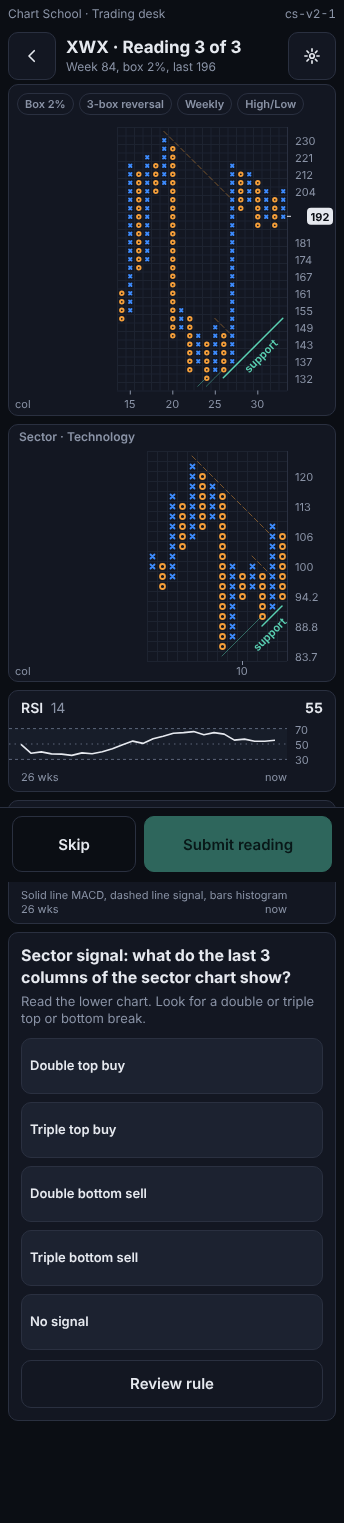 Chart School · Trading desk
cs-v2-1
XWX · Reading 3 of 3
Week 84, box 2%, last 196
Box 2%
3-box reversal
Weekly
High/Low
230
221
212
204
192
181
174
167
161
155
149
143
137
132
support
col
15
20
25
30
Sector · Technology
120
113
106
100
94.2
88.8
83.7
support
col
10
RSI 14
55
70
50
30
26 wks
now
Skip
Submit reading
Solid line MACD, dashed line signal, bars histogram
26 wks
now
Sector signal: what do the last 3
columns of the sector chart show?
Read the lower chart. Look for a double or triple
top or bottom break.
Double top buy
Triple top buy
Double bottom sell
Triple bottom sell
No signal
Review rule